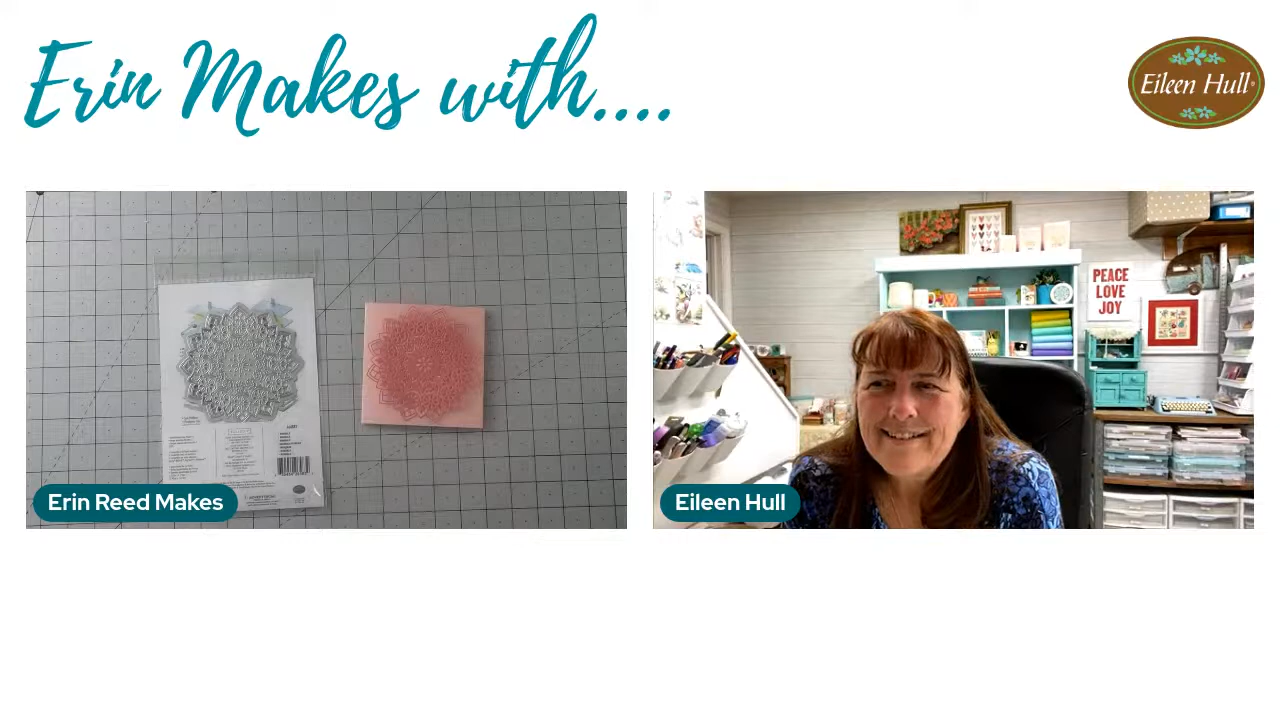 Erin Makes with....
Eileen Hull
PEACE
LOVE
JOY
Erin Reed Makes
Eileen Hull